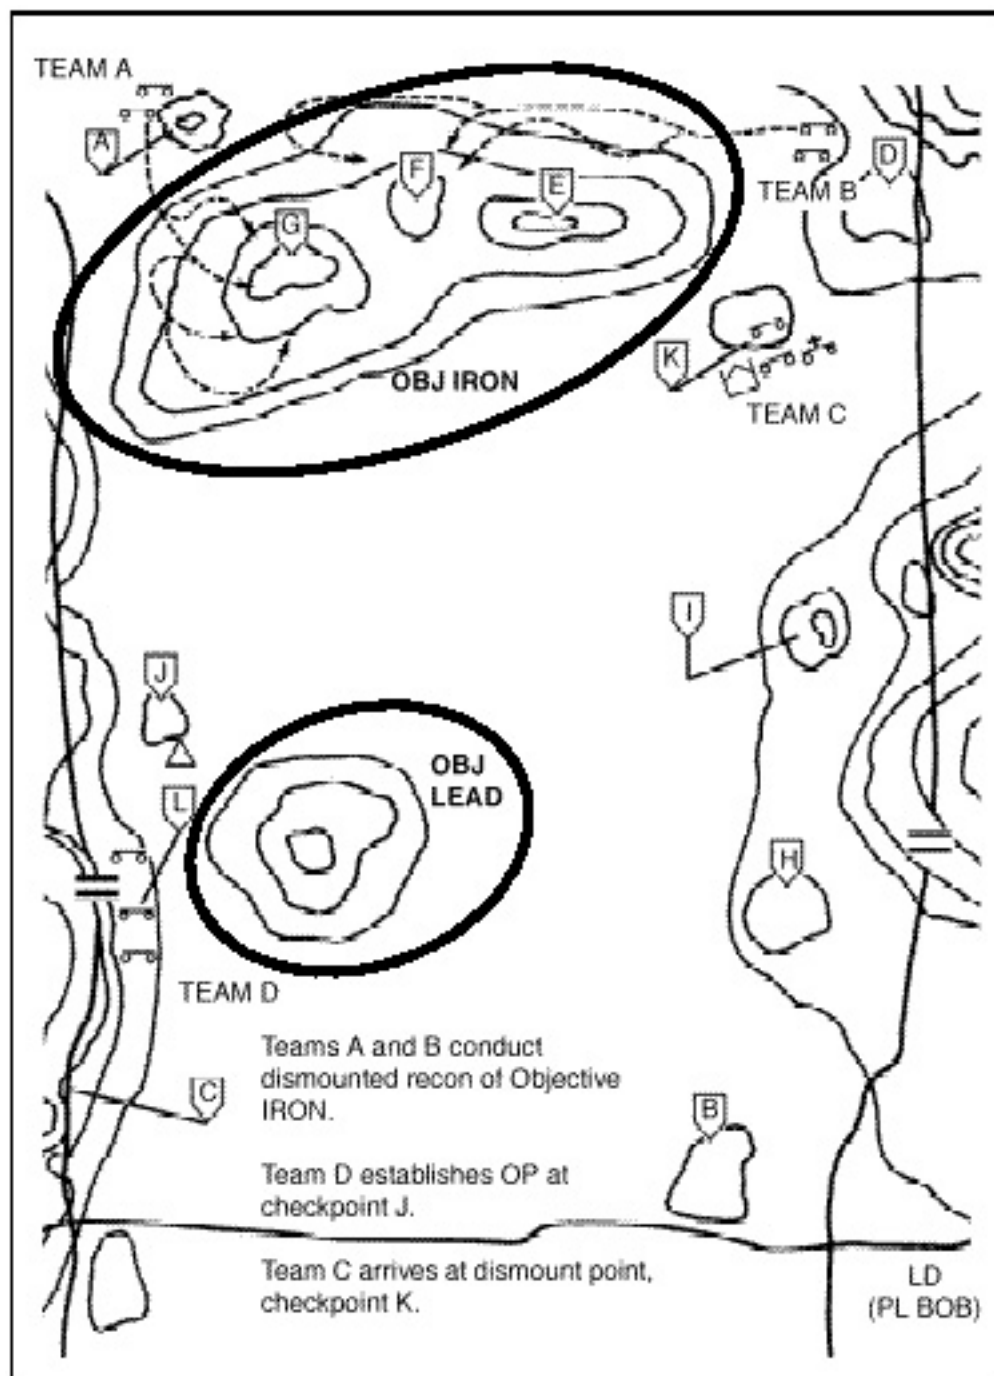 TEAM A
A
F
E
D
TEAM B
G
K
OBJ IRON
TEAM C
I
J
OBJ
LEAD
L
H
TEAM D
Teams A and B conduct
dismounted recon of Objective
IRON.
C
B
Team D establishes OP at
checkpoint J.
Team C arrives at dismount point,
checkpoint K.
LD
(PL BOB)